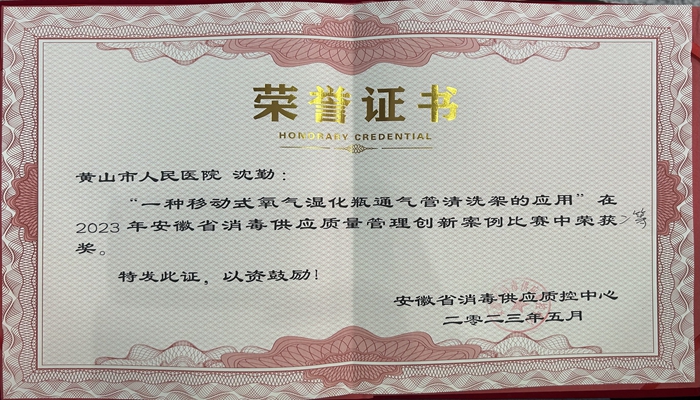 荣誉证书
HONORARY CREDENTIAL
黄山市人民医院 沈勤：
“一种移动式氧气湿化瓶通气管清洗架的应用”在
2023年安徽省消毒供应质量管理创新案例比赛中荣获
奖。
特发此证，以资鼓励！
安徽省消毒供应质控中心
二零二三年五月